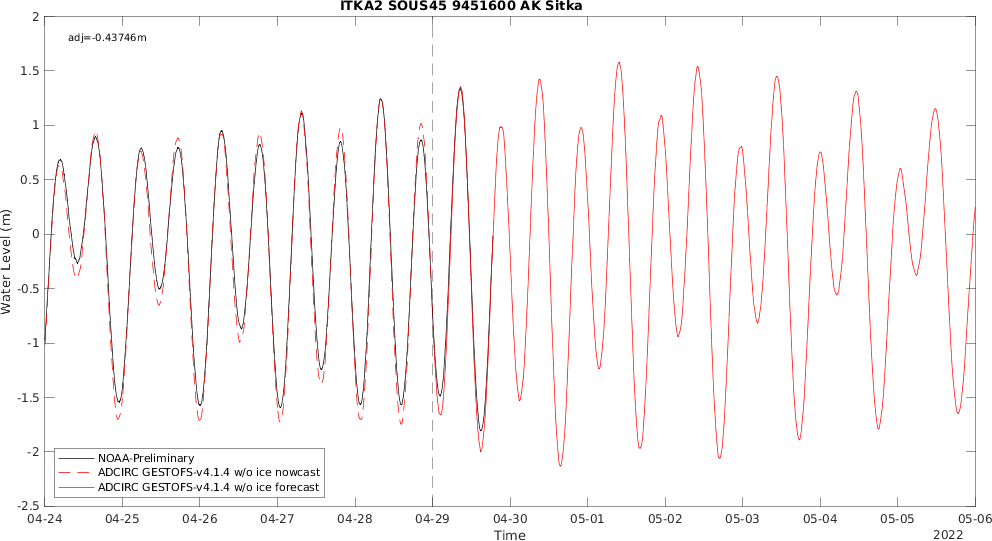 ITKA2 SOUS45 9451600 AK Sitka
adj=-0.43746m
2
1.5
1
0.5
0
-0.5
-1
-1.5
-2
-2.5
Water Level (m)
NOAA-Preliminary
ADCIRC GESTOFS-v4.1.4 w/o ice nowcast
ADCIRC GESTOFS-v4.1.4 w/o ice forecast
04-24 04-25 04-26 04-27 04-28 04-29 04-30 05-01 05-02 05-03 05-04 05-05 05-06
Time
2022